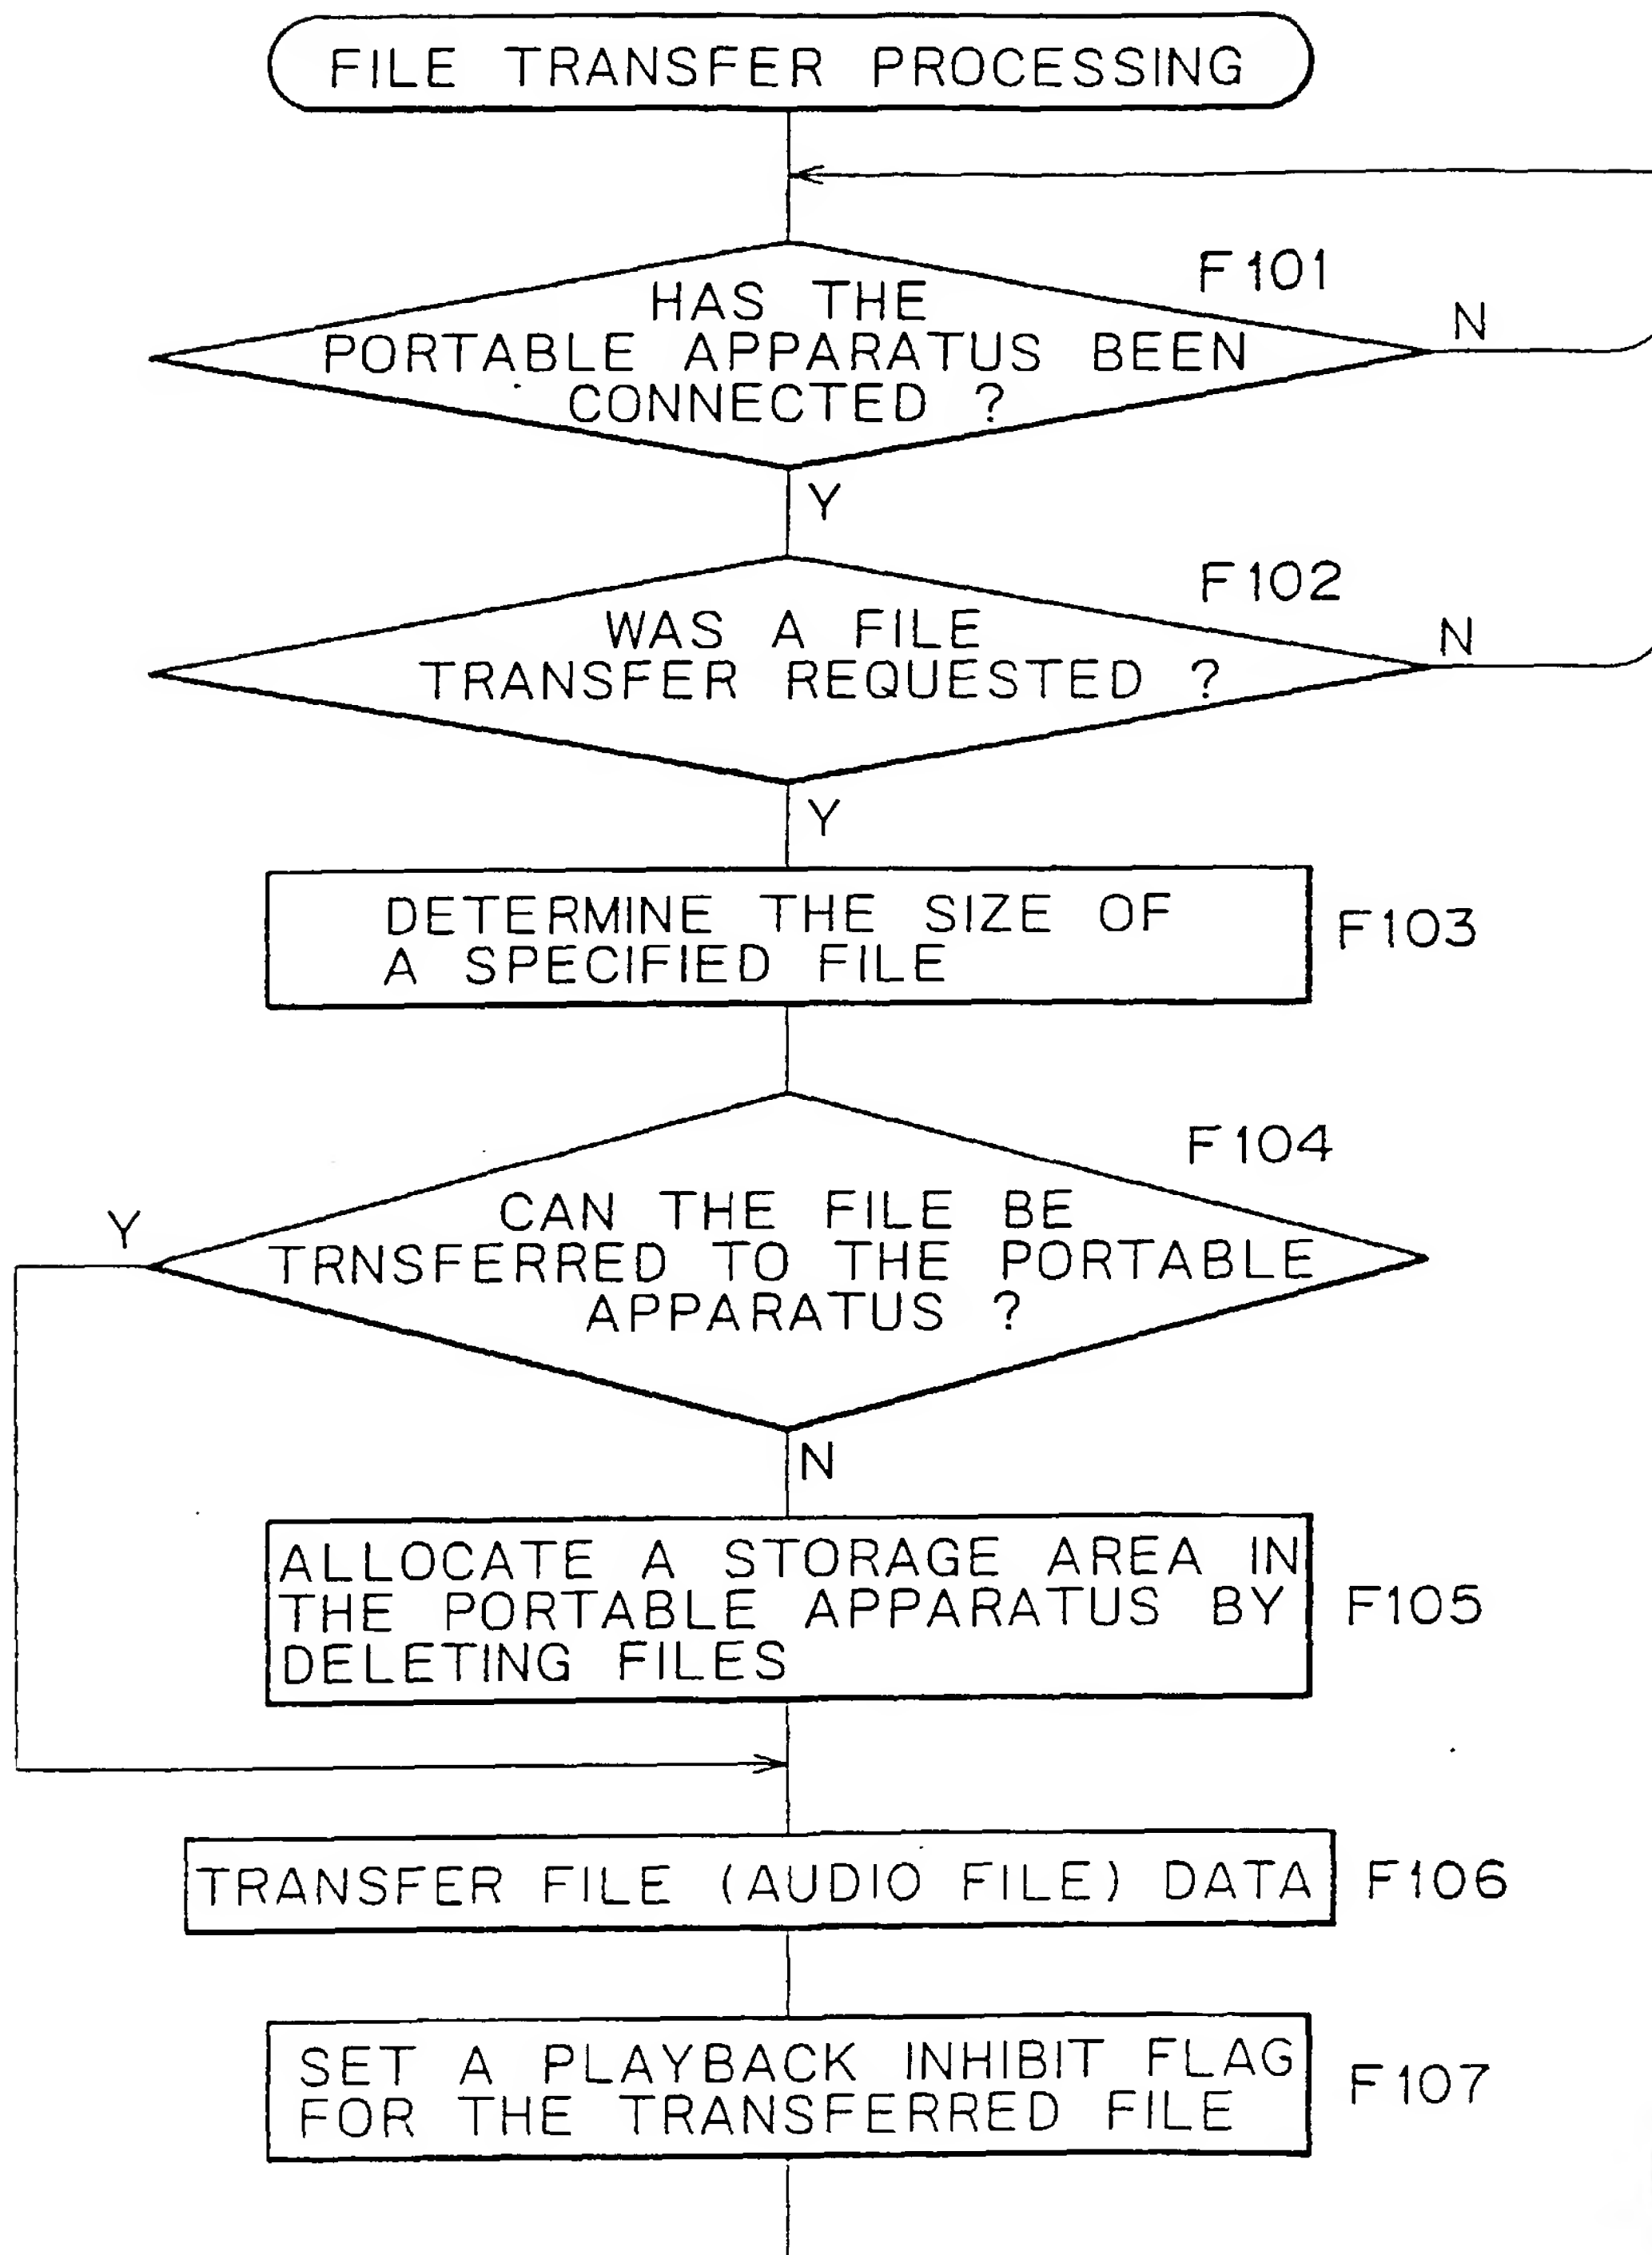 FILE TRANSFER PROCESSING
F101
HAS THE
PORTABLE APPARATUS BEEN
CONNECTED ?
N
Y
F102
WAS A FILE
TRANSFER REQUESTED ?
N
Y
DETERMINE THE SIZE OF
A SPECIFIED FILE
F103
F104
CAN THE FILE BE
TRNSFERRED TO THE PORTABLE
APPARATUS ?
Y
N
ALLOCATE A STORAGE AREA IN
THE PORTABLE APPARATUS BY
DELETING FILES
F105
TRANSFER FILE (AUDIO FILE) DATA
F106
SET A PLAYBACK INHIBIT FLAG
FOR THE TRANSFERRED FILE
F107